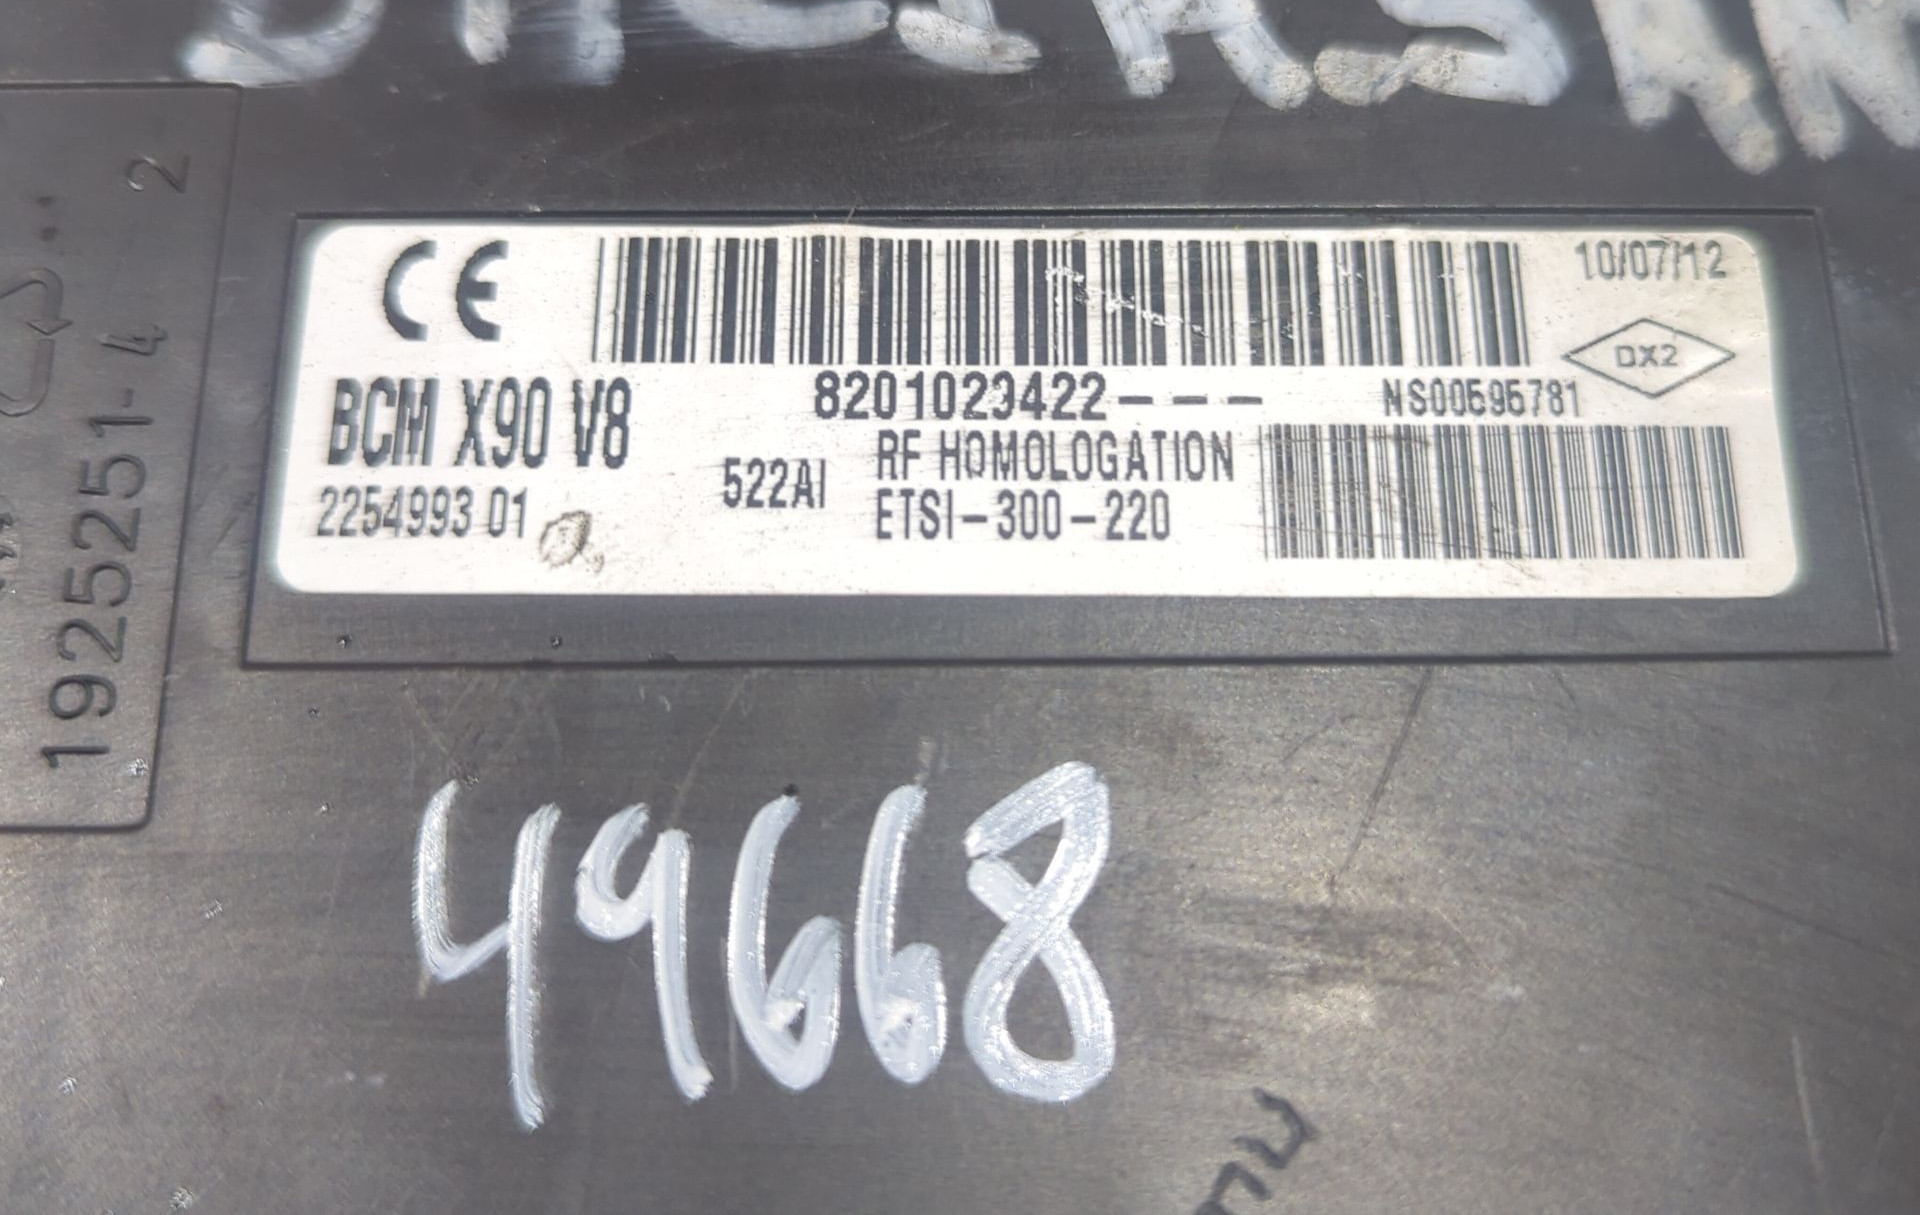 CE
10/07/12
DX2
8201023422---
NS00595781
BCM X90 V8
522AI
RF HOMOLOGATION
2254993 01
ETSI-300-220
1925251-4
2
49668